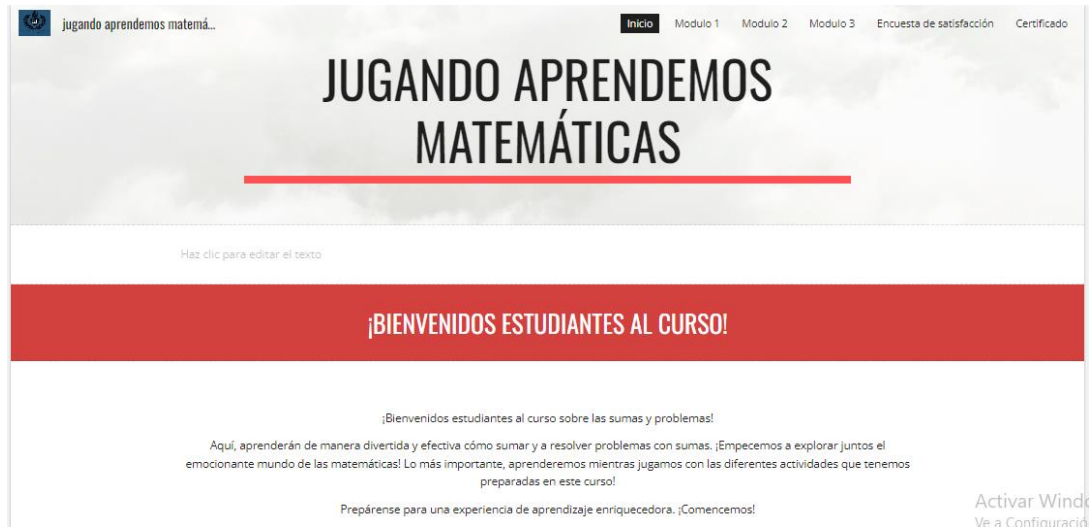 jugando aprendemos matemá...
Inicio Modulo 1 Modulo 2 Modulo 3 Encuesta de satisfacción Certificado
JUGANDO APRENDEMOS
MATEMÁTICAS
Haz clic para editar el texto
¡BIENVENIDOS ESTUDIANTES AL CURSO!
¡Bienvenidos estudiantes al curso sobre las sumas y problemas!
Aquí, aprenderán de manera divertida y efectiva cómo sumar y a resolver problemas con sumas. ¡Empecemos a explorar juntos el
emocionante mundo de las matemáticas! Lo más importante, aprenderemos mientras jugamos con las diferentes actividades que tenemos
preparadas en este curso!
Prepárense para una experiencia de aprendizaje enriquecedora. ¡Comencemos!
Activar Windo
Ve a Configuració